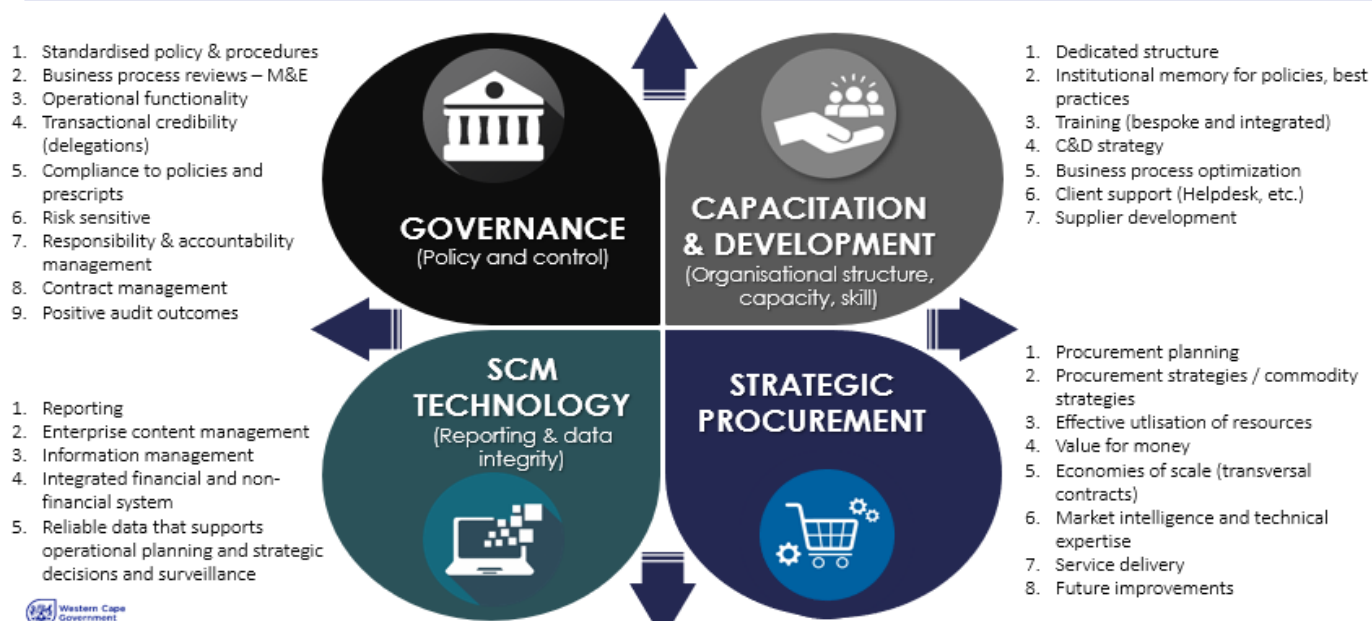 1. Standardised policy & procedures
2. Business process reviews – M&E
3. Operational functionality
4. Transactional credibility
(delegations)
5. Compliance to policies and
prescripts
6. Risk sensitive
7. Responsibility & accountability
management
8. Contract management
9. Positive audit outcomes
GOVERNANCE
(Policy and control)
CAPACITATION
& DEVELOPMENT
(Organisational structure,
capacity, skill)
1. Dedicated structure
2. Institutional memory for policies, best
practices
3. Training (bespoke and integrated)
4. C&D strategy
5. Business process optimization
6. Client support (Helpdesk, etc.)
7. Supplier development
1. Reporting
2. Enterprise content management
3. Information management
4. Integrated financial and non-
financial system
5. Reliable data that supports
operational planning and strategic
decisions and surveillance
SCM
TECHNOLOGY
(Reporting & data
integrity)
STRATEGIC
PROCUREMENT
1. Procurement planning
2. Procurement strategies / commodity
strategies
3. Effective utlisation of resources
4. Value for money
5. Economies of scale (transversal
contracts)
6. Market intelligence and technical
expertise
7. Service delivery
8. Future improvements
Western Cape
Government